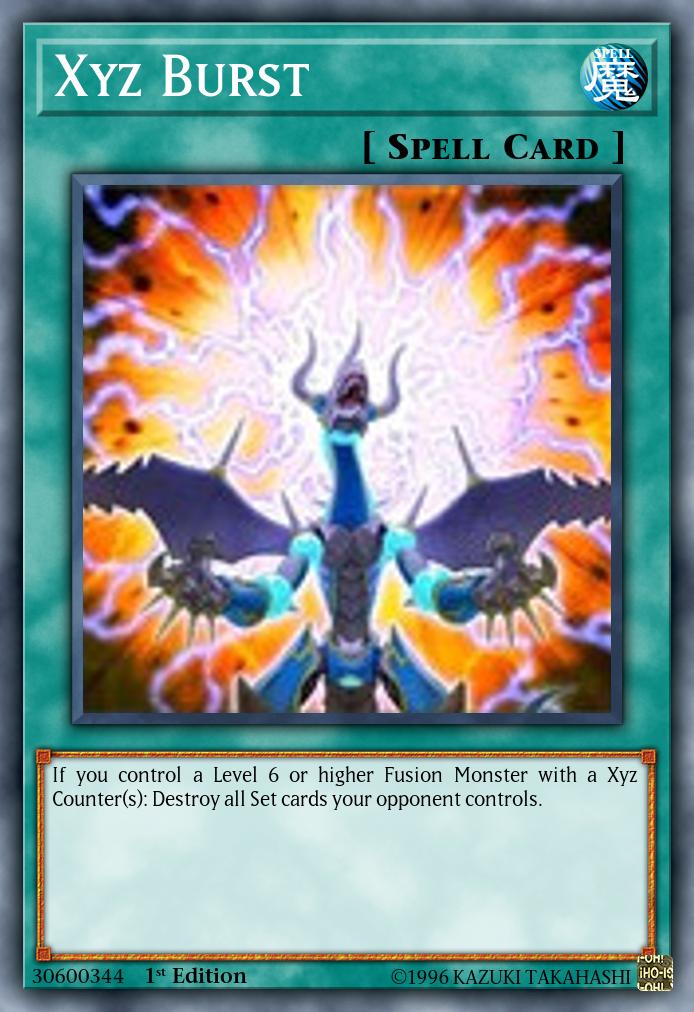 Xyz Burst
SPELL
魔
[ Spell Card ]
If you control a Level 6 or higher Fusion Monster with a Xyz
Counter(s): Destroy all Set cards your opponent controls.
30600344 1st Edition ©1996 KAZUKI TAKAHASHI